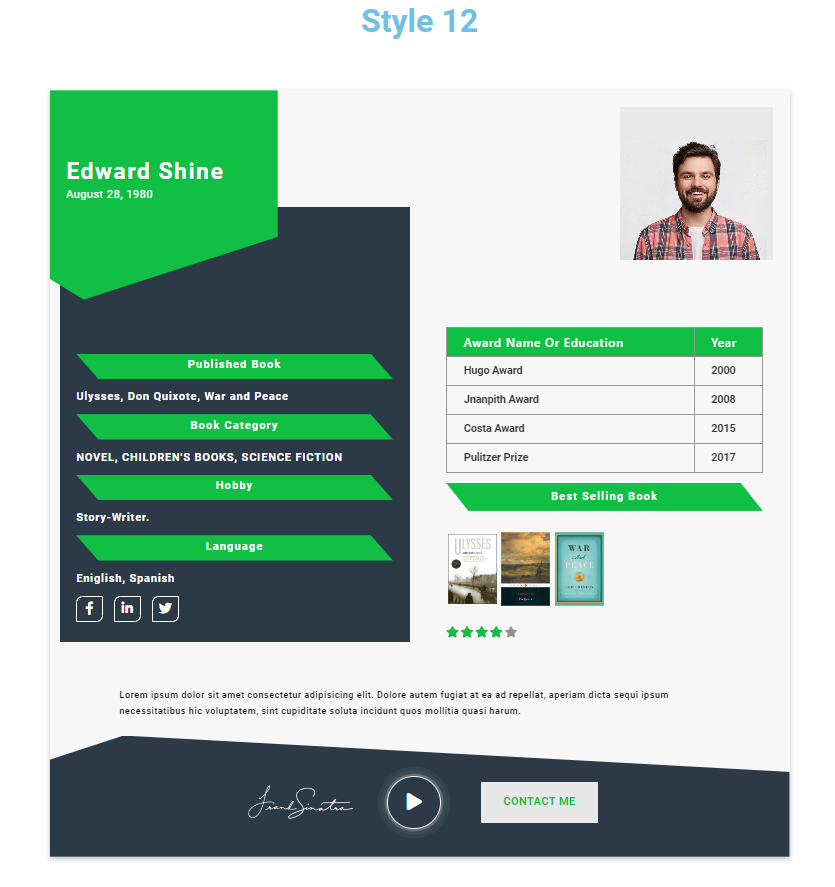 Style 12
Edward Shine
August 28, 1980
Published Book
Ulysses, Don Quixote, War and Peace
Book Category
NOVEL, CHILDREN'S BOOKS, SCIENCE FICTION
Hobby
Story-Writer.
Language
Eniglish, Spanish
Award Name Or Education Year
Hugo Award 2000
Jnanpith Award 2008
Costa Award 2015
Pulitzer Prize 2017
Best Selling Book
ULYSSES
WAR
And
PEACE
Lorem ipsum dolor sit amet consectetur adipisicing elit. Dolore autem fugiat at ea ad repellat, aperiam dicta sequi ipsum
necessitatibus hic voluptatem, sint cupiditate soluta incidunt quos mollitia quasi harum.
Frank Sinatra
CONTACT ME